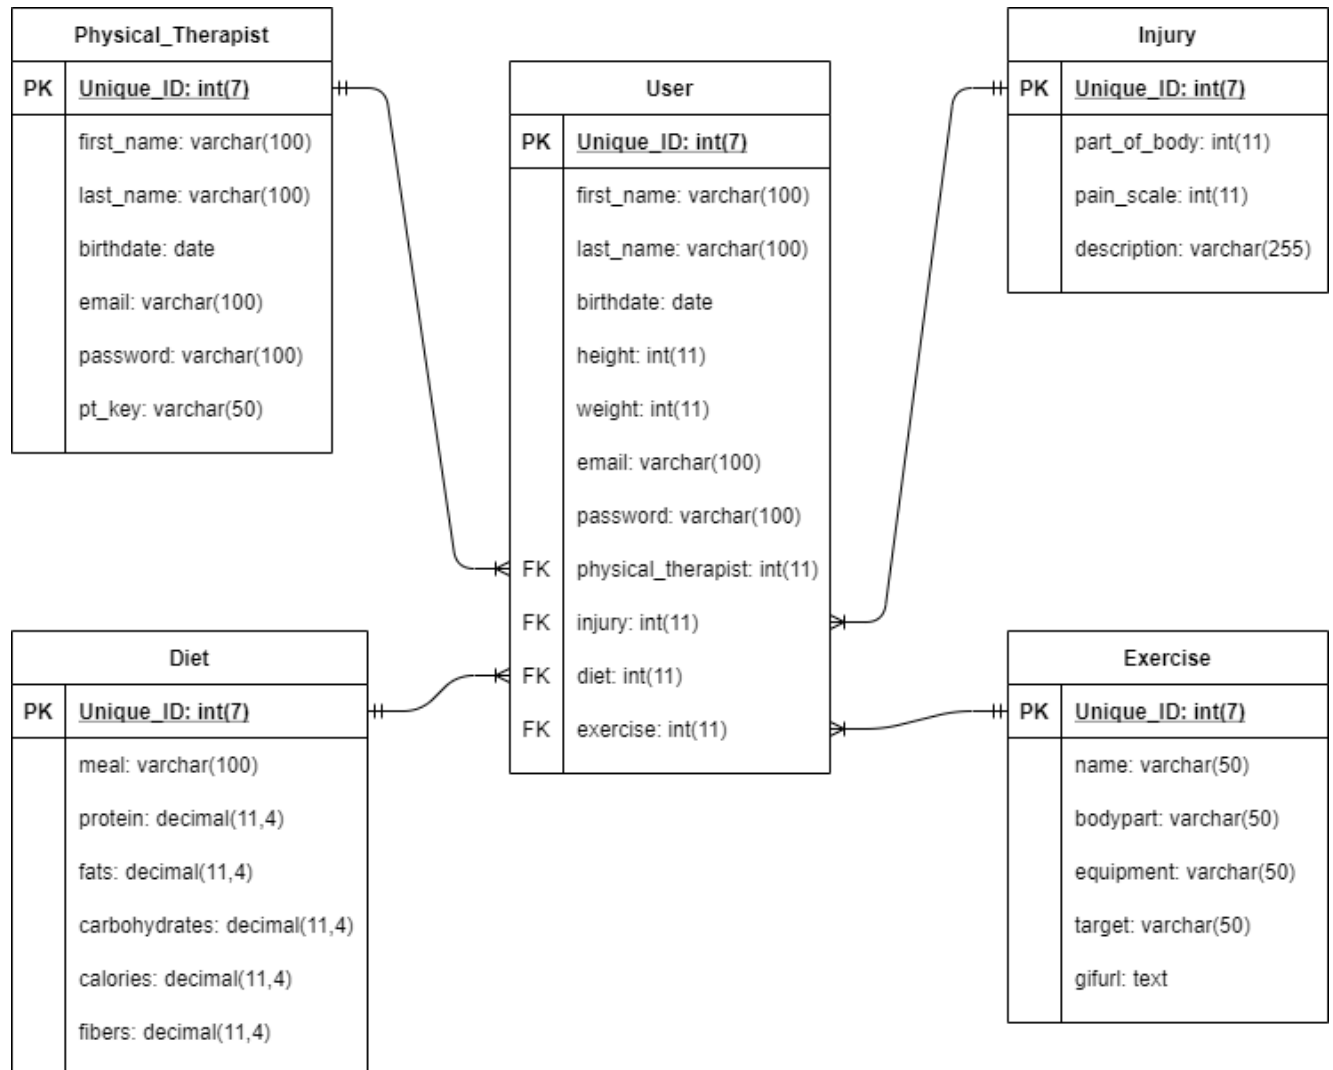 Physical_Therapist
PK Unique_ID: int(7)
first_name: varchar(100)
last_name: varchar(100)
birthdate: date
email: varchar(100)
password: varchar(100)
pt_key: varchar(50)
User
PK Unique_ID: int(7)
first_name: varchar(100)
last_name: varchar(100)
birthdate: date
height: int(11)
weight: int(11)
email: varchar(100)
password: varchar(100)
FK physical_therapist: int(11)
FK injury: int(11)
FK diet: int(11)
FK exercise: int(11)
Injury
PK Unique_ID: int(7)
part_of_body: int(11)
pain_scale: int(11)
description: varchar(255)
Diet
PK Unique_ID: int(7)
meal: varchar(100)
protein: decimal(11,4)
fats: decimal(11,4)
carbohydrates: decimal(11,4)
calories: decimal(11,4)
fibers: decimal(11,4)
Exercise
PK Unique_ID: int(7)
name: varchar(50)
bodypart: varchar(50)
equipment: varchar(50)
target: varchar(50)
gifurl: text